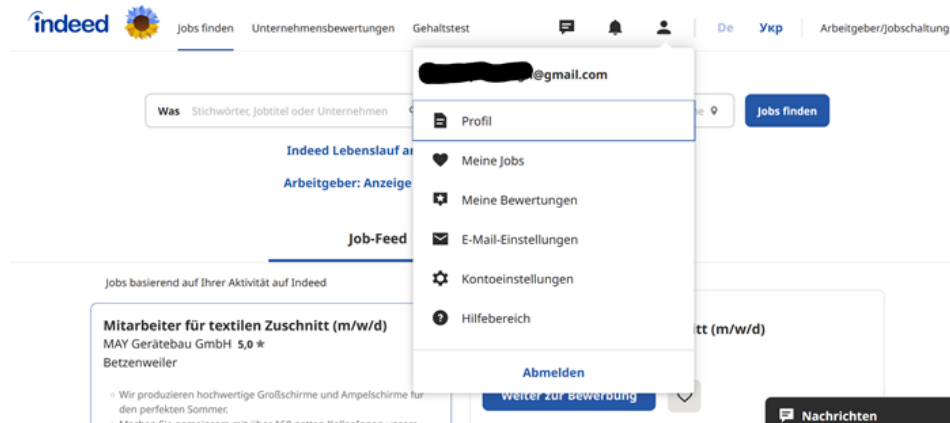 indeed
Jobs finden Unternehmensbewertungen Gehaltstest De Укр Arbeitgeber/Jobschaltung
@gmail.com
Was Stichwörter, Jobtitel oder Unternehmen
Jobs finden
Profil
Indeed Lebenslauf
Meine Jobs
Arbeitgeber: Anzeige
Meine Bewertungen
Job-Feed
E-Mail-Einstellungen
Jobs basierend auf Ihrer Aktivität auf Indeed
Kontoeinstellungen
Hilfebereich
Abmelden
Mitarbeiter für textilen Zuschnitt (m/w/d)
MAY Gerätebau GmbH 5,0 ★
Betzenweiler
Wir produzieren hochwertige Großschirme und Ampelschirme für
den perfekten Sommer.
(m/w/d)
Weiter zur Bewerbung
Nachrichten